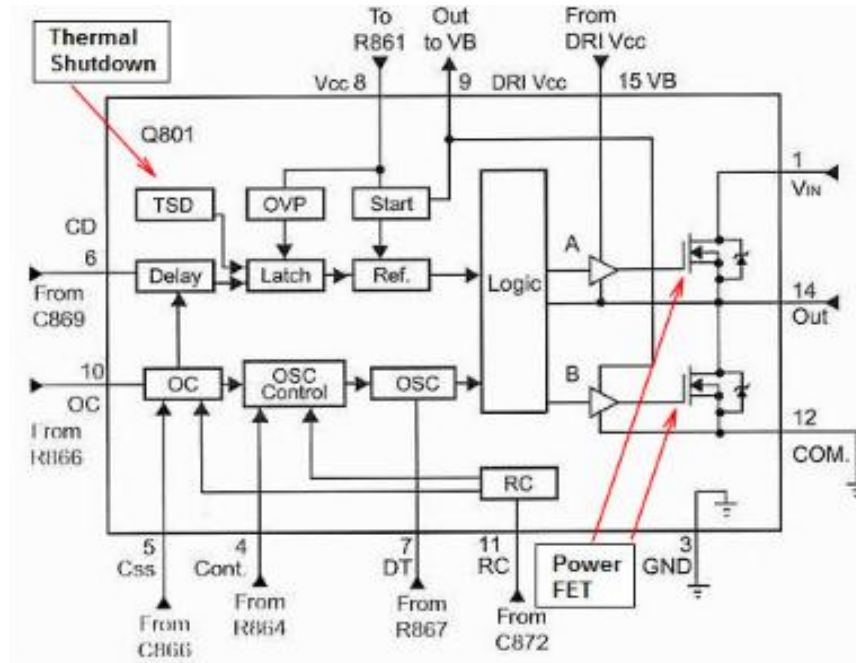 Thermal
Shutdown
To
R861
Out
to VB
From
DRI Vcc
Vcc 8
9
DRI Vcc
15 VB
Q801
1
VIN
TSD
OVP
Start
CD
6
Delay
Latch
Ref.
Logic
A
From
C869
14
Out
10
OC
OC
OSC
Control
OSC
B
12
COM.
From
R866
RC
5
Css
4
Cont.
7
DT
11
RC
Power
FET
3
GND
From
C866
From
R864
From
R867
From
C872